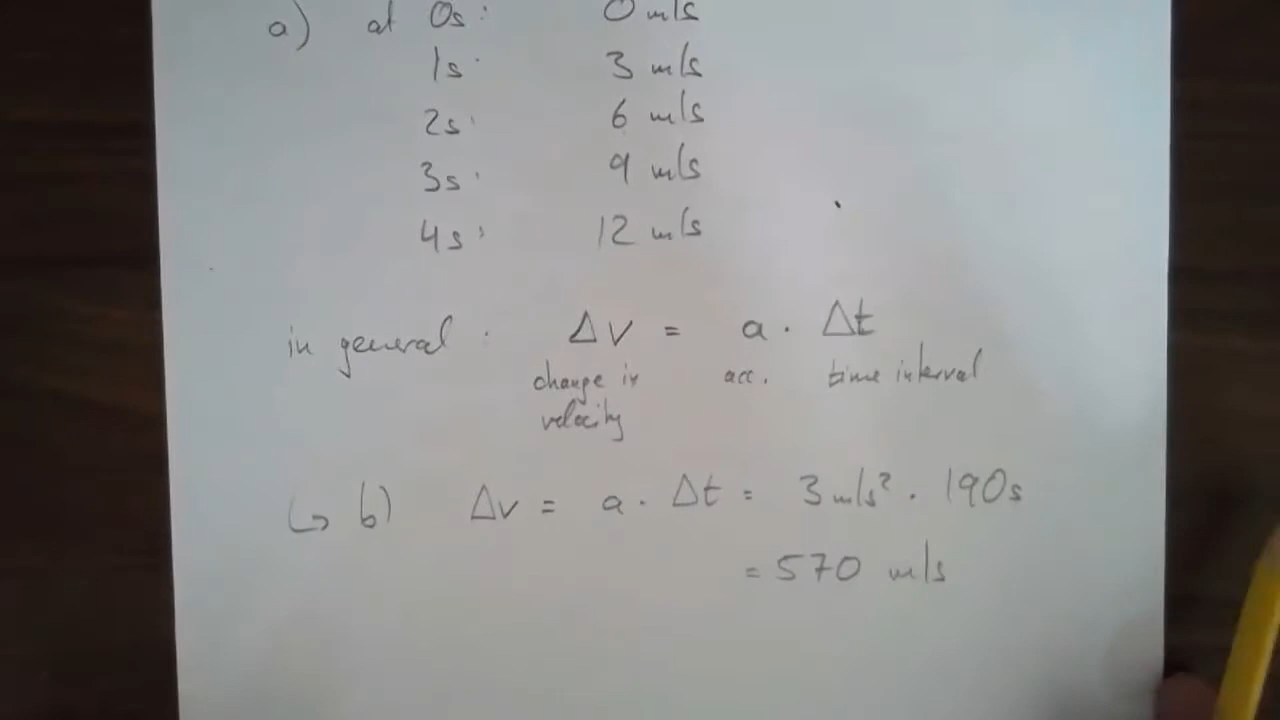 a) at 0s: 0 m/s
1s: 3 m/s
2s: 6 m/s
3s: 9 m/s
4s: 12 m/s
in general: Δv = a · Δt
change in acc. time interval
velocity
↳ b) Δv = a · Δt = 3 m/s² · 190s
= 570 m/s